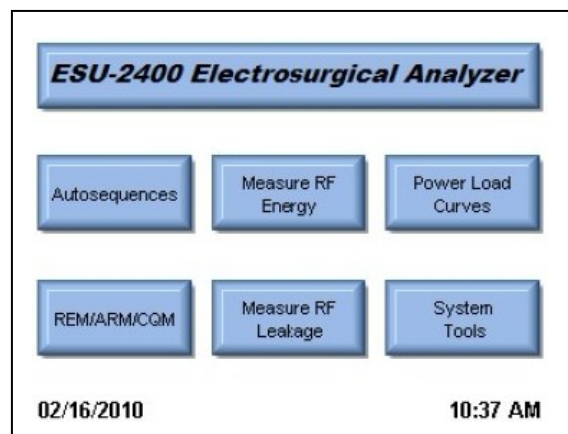 ESU-2400 Electrosurgical Analyzer
Autosequences
Measure RF
Energy
Power Load
Curves
REM/ARM/CQM
Measure RF
Leakage
System
Tools
02/16/2010
10:37 AM